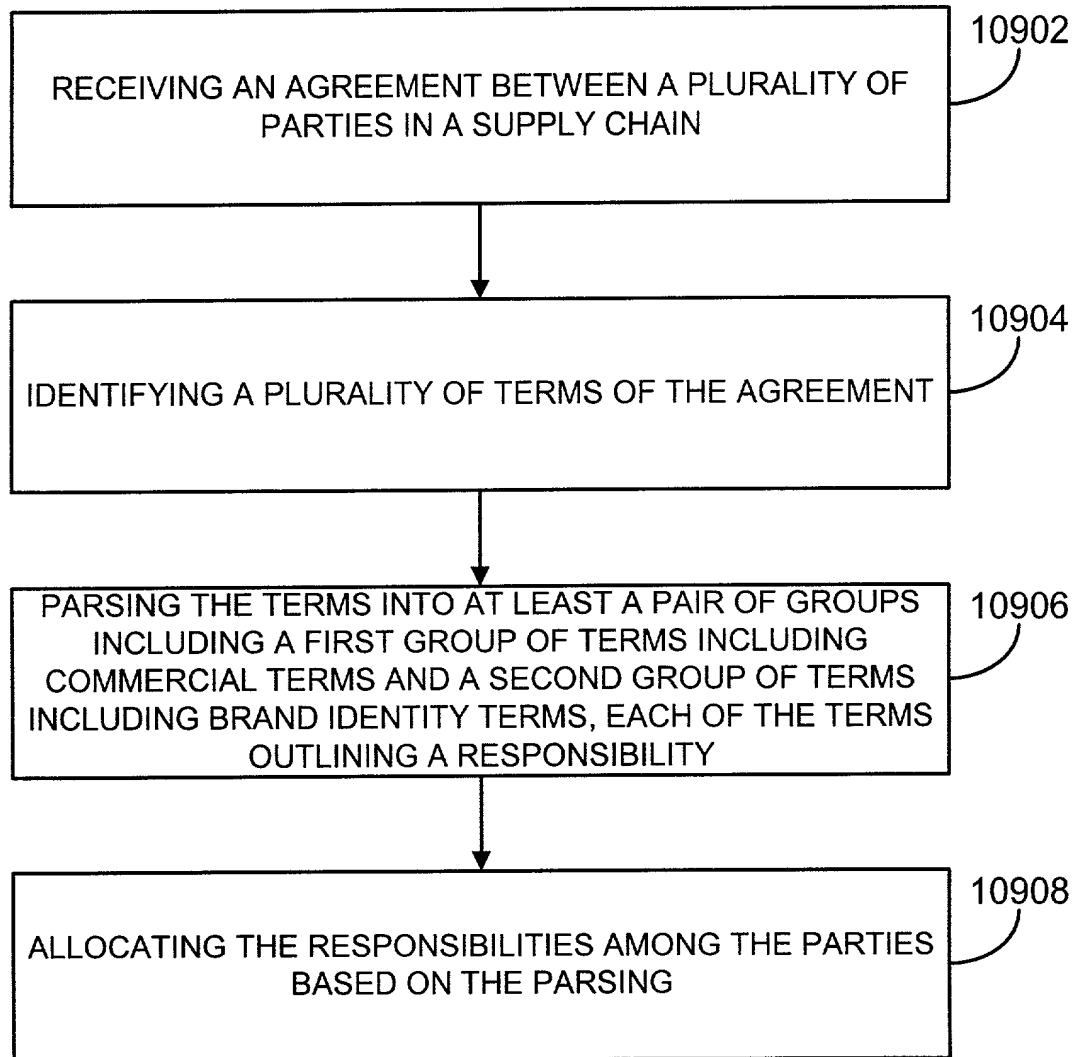 10902
RECEIVING AN AGREEMENT BETWEEN A PLURALITY OF
PARTIES IN A SUPPLY CHAIN
10904
IDENTIFYING A PLURALITY OF TERMS OF THE AGREEMENT
10906
PARSING THE TERMS INTO AT LEAST A PAIR OF GROUPS
INCLUDING A FIRST GROUP OF TERMS INCLUDING
COMMERCIAL TERMS AND A SECOND GROUP OF TERMS
INCLUDING BRAND IDENTITY TERMS, EACH OF THE TERMS
OUTLINING A RESPONSIBILITY
10908
ALLOCATING THE RESPONSIBILITIES AMONG THE PARTIES
BASED ON THE PARSING